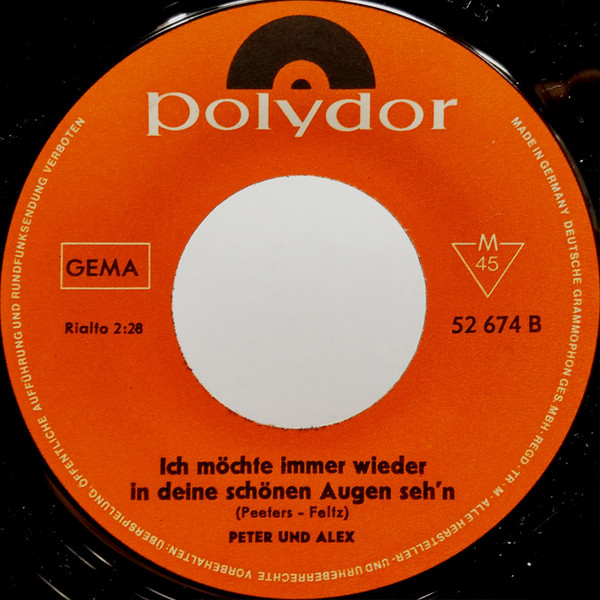 polydor
GEMA
M
45
Rialto 2:28
52 674 B
Ich möchte immer wieder
in deine schönen Augen seh'n
(Peeters - Feltz)
PETER UND ALEX
MADE IN GERMANY DEUTSCHE GRAMMOPHON GES. MBH · REGD.-TR. M. · ALLE HERSTELLER- UND URHEBERRECHTE VORBEHALTEN: ÜBERSPIELUNG ÖFFENTLICHE AUFFÜHRUNG UND RUNDFUNKSENDUNG VERBOTEN